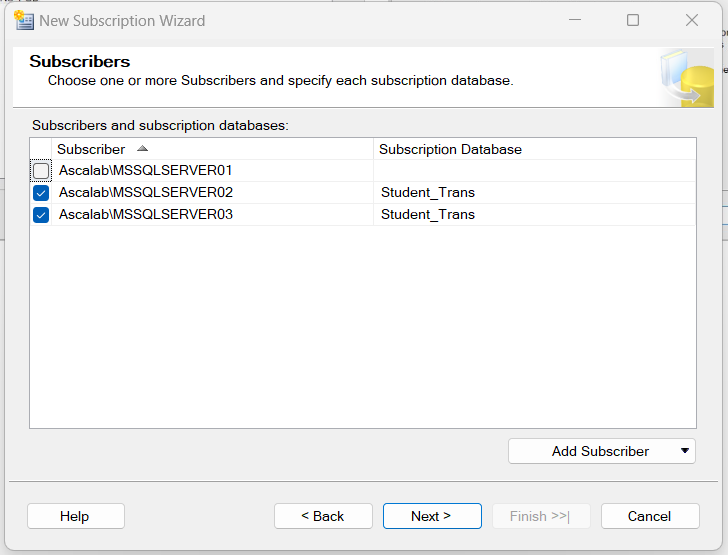 New Subscription Wizard
Subscribers
Choose one or more Subscribers and specify each subscription database.
Subscribers and subscription databases:
Subscriber Subscription Database
Ascalab\MSSQLSERVER01
Ascalab\MSSQLSERVER02 Student_Trans
Ascalab\MSSQLSERVER03 Student_Trans
Add Subscriber
Help < Back Next > Finish >>| Cancel